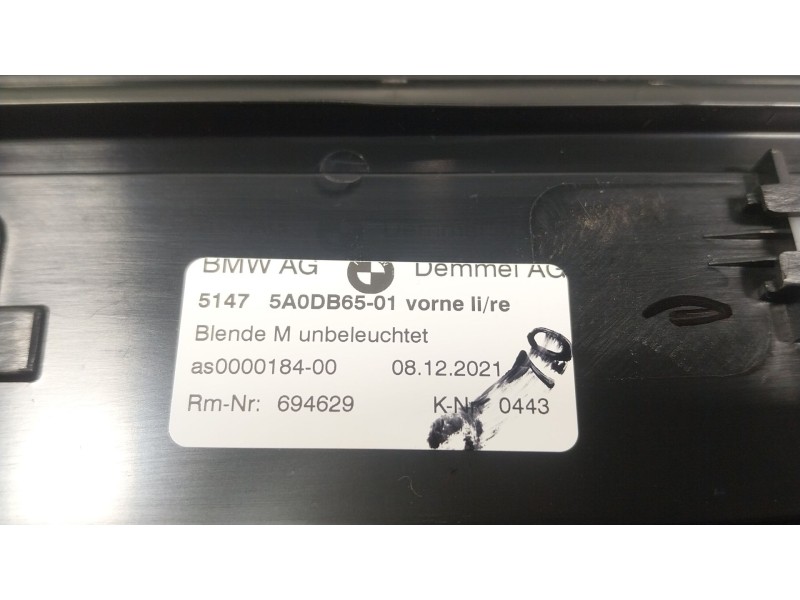 BMW AG Demmel AG
5147 5A0DB65-01 vorne li/re
Blende M unbeleuchtet
as0000184-00 08.12.2021
Rm-Nr: 694629 K-Nr: 0443